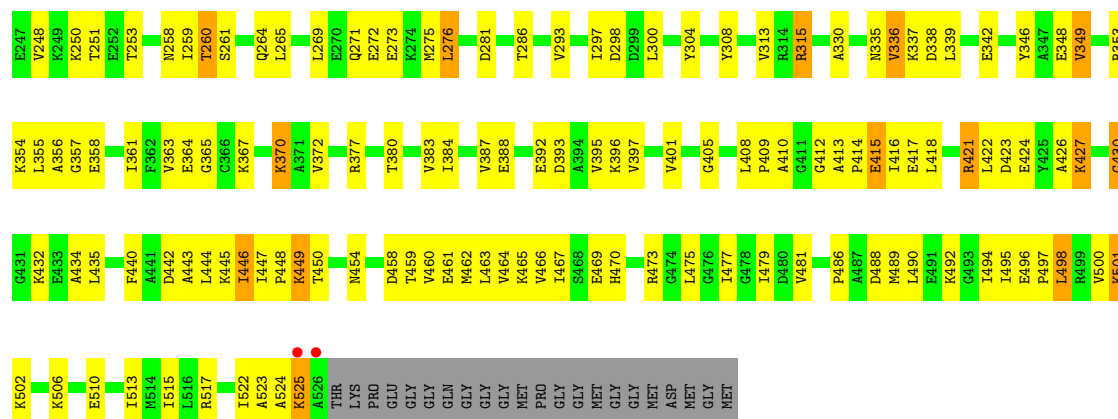 E247 V248 K249 K250 T251 E252 T253 N258 I259 T260 S261 Q264 L265 L269 E270 Q271 E272 E273 K274 M275 L276 D281 T286 V293 I297 D298 D299 L300 Y304 Y308 V313 R314 R315 A330 N335 V336 K337 D338 L339 E342 Y346 A347 E348 V349
K354 L355 A356 G357 E358 I361 F362 V363 E364 G365 C366 K367 K370 A371 V372 R377 T380 V383 I384 V387 E388 E392 D393 A394 V395 K396 V397 V401 G405 L408 P409 A410 G411 G412 A413 P414 E415 I416 E417 L418 R421 L422 D423 E424 Y425 A426 K427
G431 K432 E433 A434 L435 F440 A441 D442 A443 L444 K445 I446 I447 P448 K449 T450 N454 D458 T459 V460 E461 M462 L463 V464 K465 V466 I467 S468 E469 H470 R473 G474 L475 G476 I477 G478 I479 D480 V481 P486 A487 D488 M489 L490 E491 K492 G493 I494 I495 E496 P497 L498 R499 V500 K501
K502 K506 E510 I513 M514 I515 L516 R517 I522 A523 A524 K525 A526 THR LYS PRO GLU GLY GLY GLN GLY GLY GLY MET PRO GLY GLY MET GLY GLY MET ASP MET GLY MET